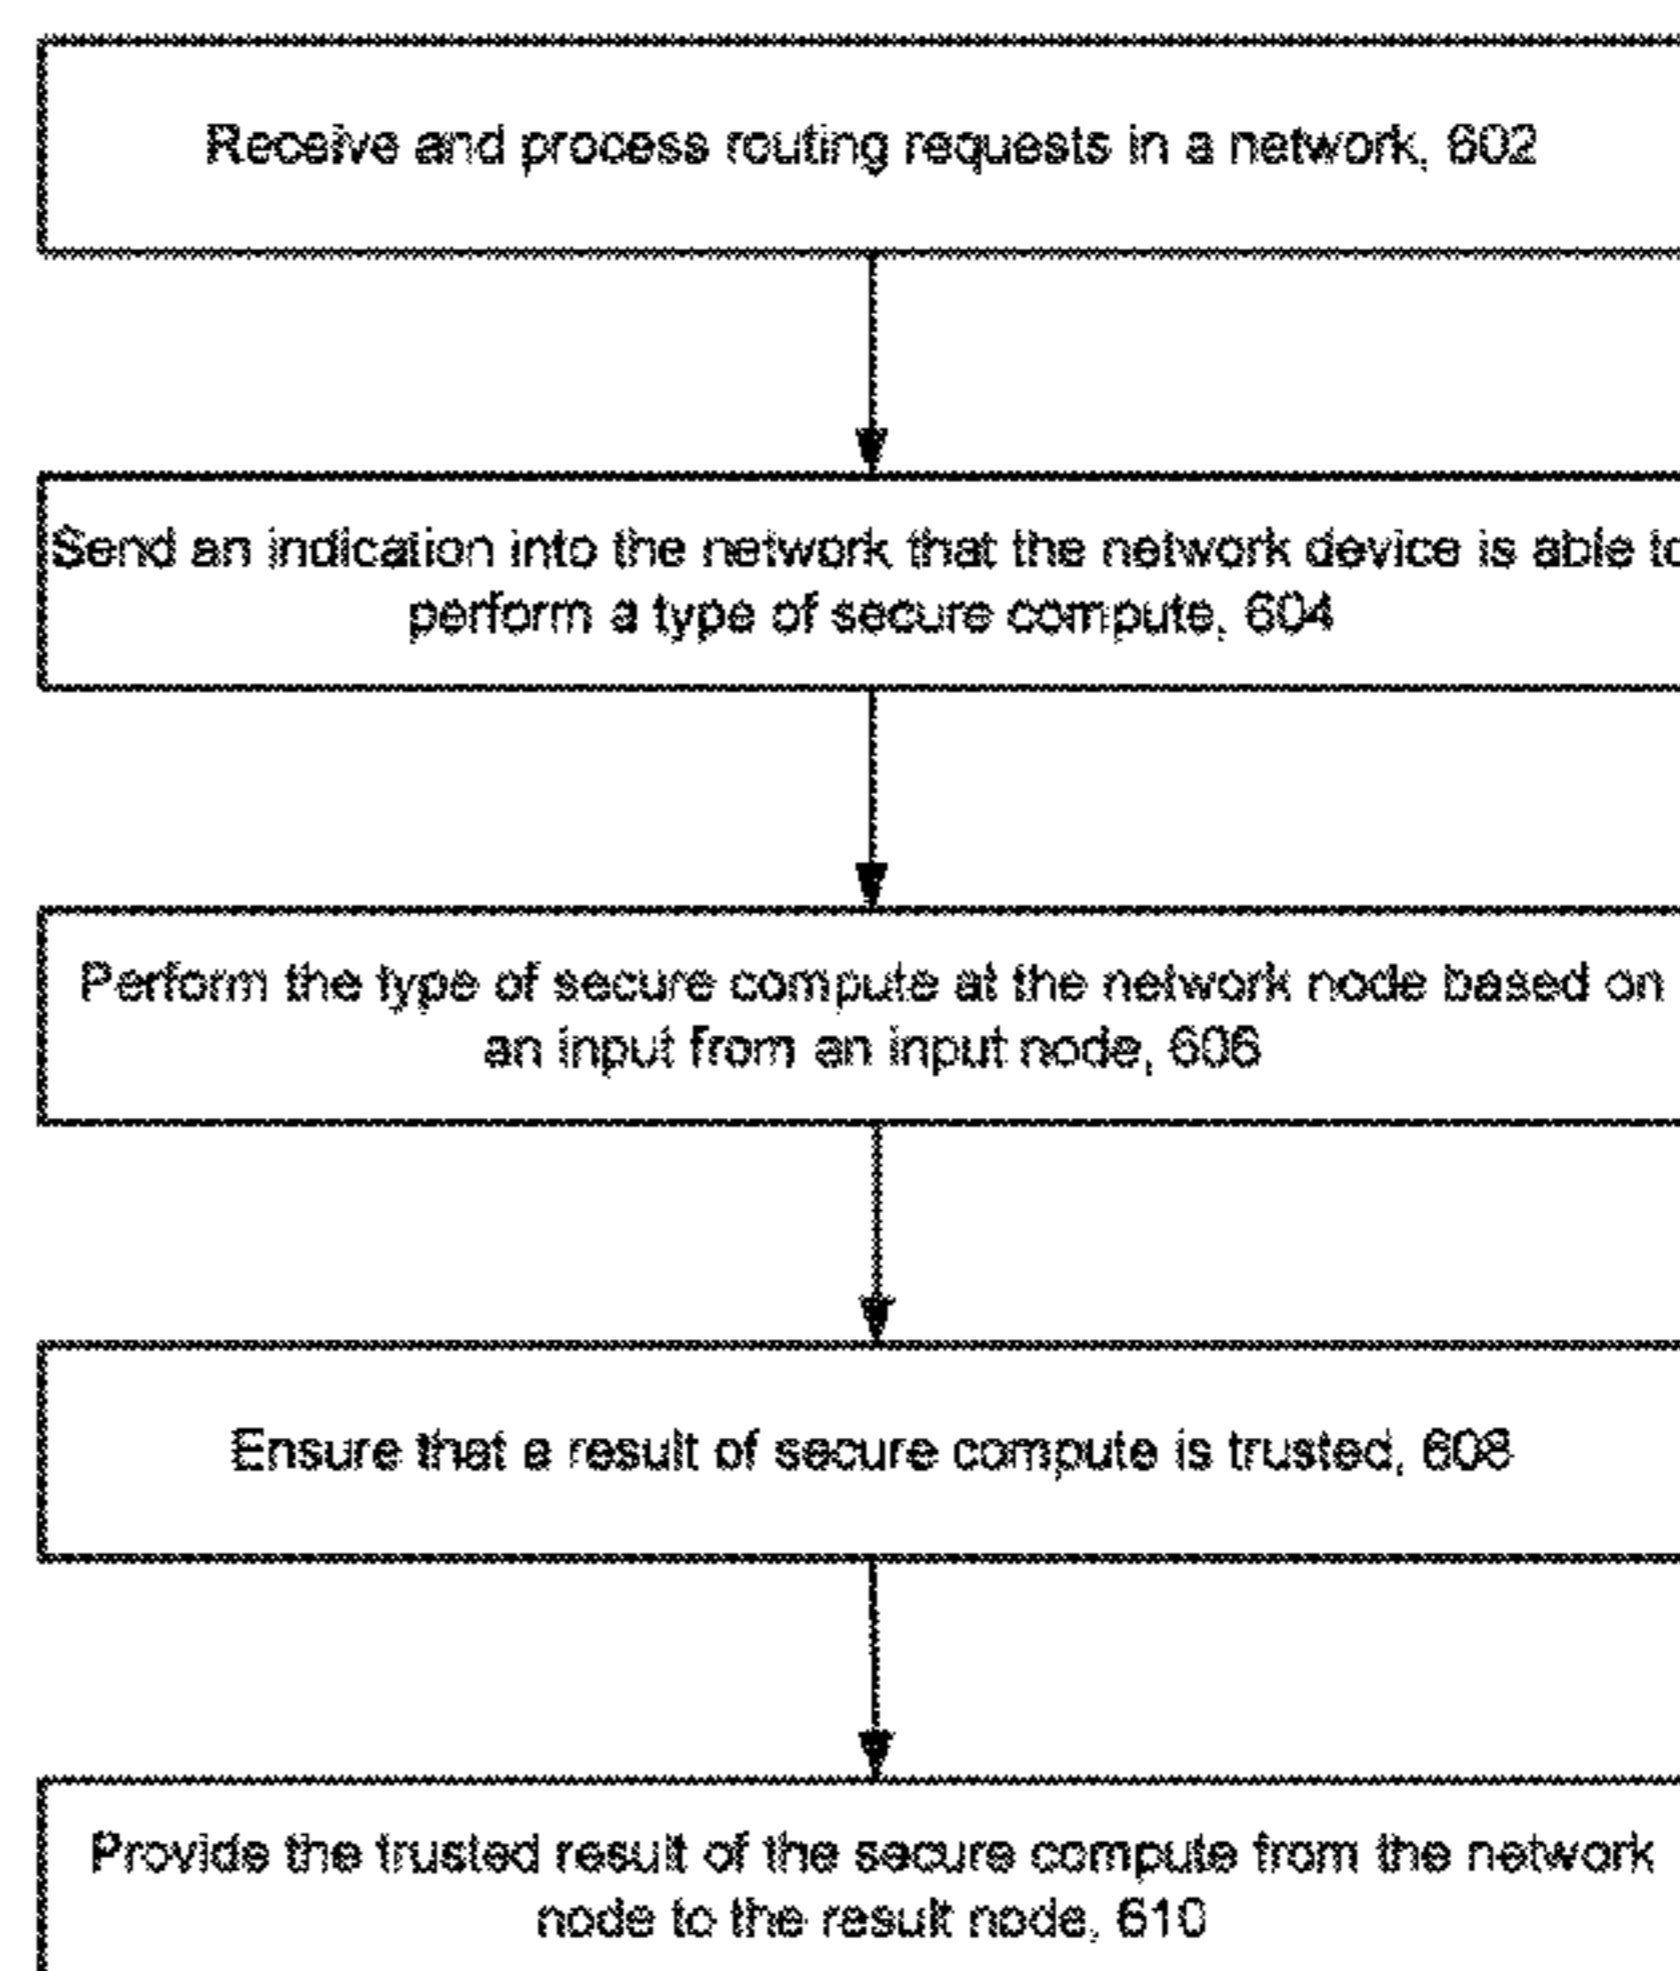 Receive and process routing requests in a network, 602
Send an indication into the network that the network device is able to
perform a type of secure compute, 604
Perform the type of secure compute at the network node based on
an input from an input node, 606
Ensure that a result of secure compute is trusted, 608
Provide the trusted result of the secure compute from the network
node to the result node, 610